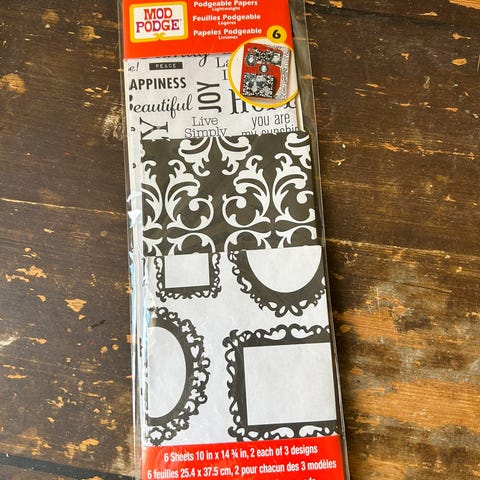 MOD
PODGE
Podgeable Papers
Lightweight
Feuilles Podgeable
Légères
Papeles Podgeable
Livianos
6
PEACE
APPINESS
eautiful
JOY
Live
Simply
you are
my sunshin
6 Sheets 10 in x 14 ¾ in, 2 each of 3 designs
6 feuilles 25.4 x 37.5 cm, 2 pour chacun des 3 modèles